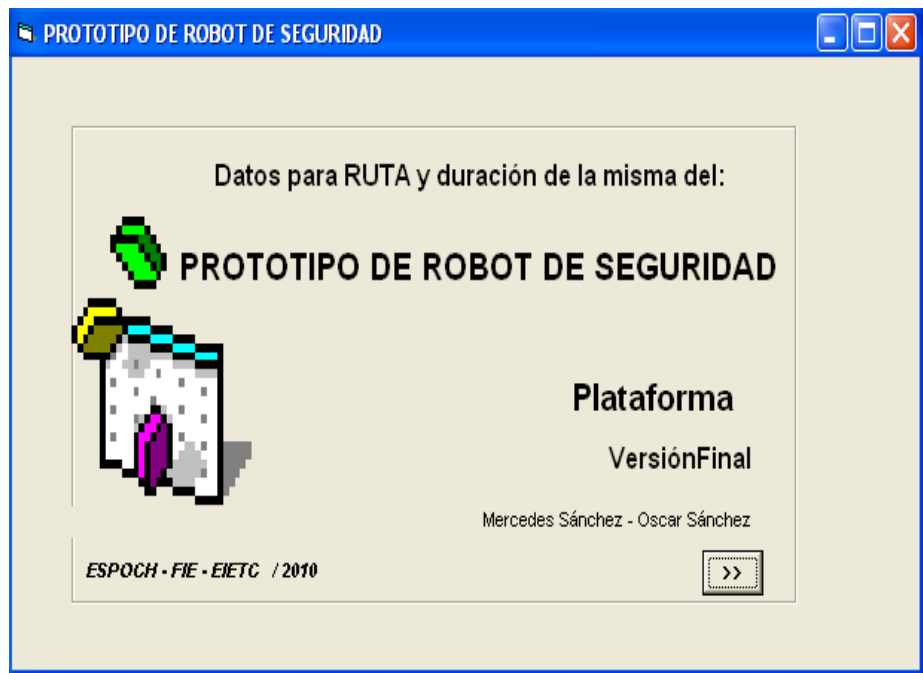 PROTOTIPO DE ROBOT DE SEGURIDAD
Datos para RUTA y duración de la misma del:
PROTOTIPO DE ROBOT DE SEGURIDAD
Plataforma
VersiónFinal
Mercedes Sánchez - Oscar Sánchez
ESPOCH - FIE - EIETC / 2010
>>